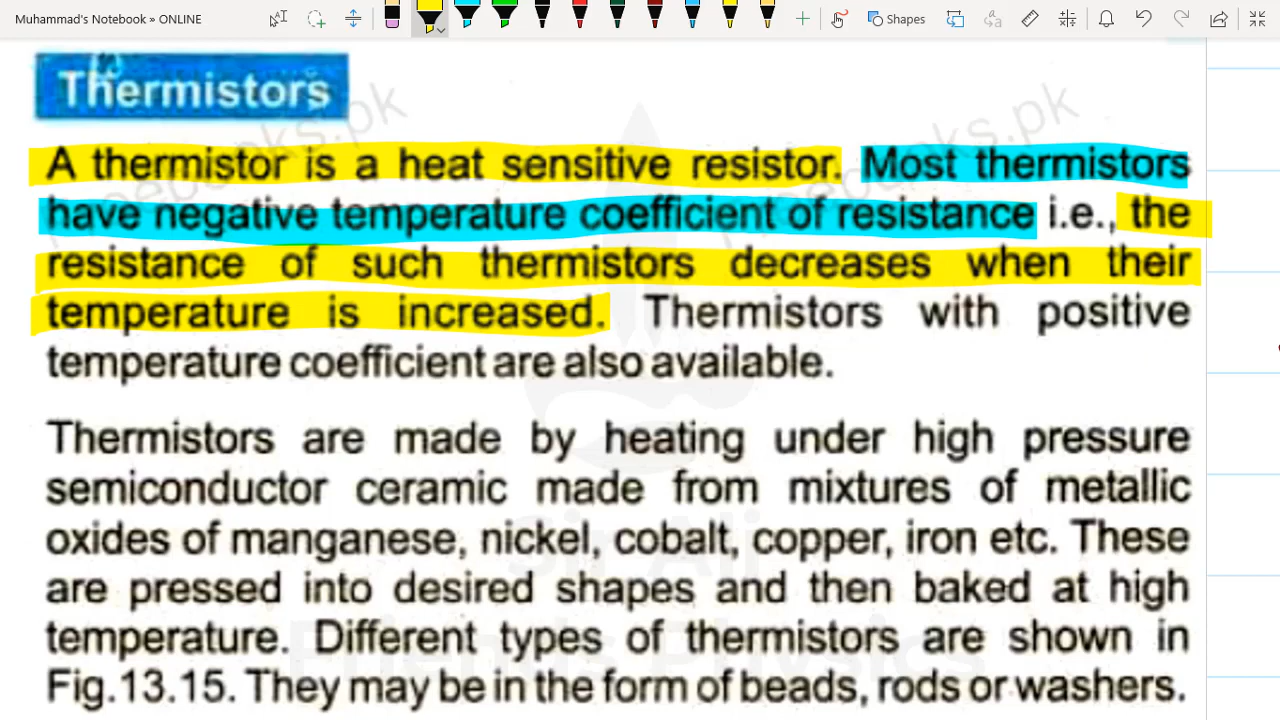 Muhammad's Notebook » ONLINE
Shapes
Thermistors
A thermistor is a heat sensitive resistor. Most thermistors
have negative temperature coefficient of resistance i.e., the
resistance of such thermistors decreases when their
temperature is increased. Thermistors with positive
temperature coefficient are also available.
Thermistors are made by heating under high pressure
semiconductor ceramic made from mixtures of metallic
oxides of manganese, nickel, cobalt, copper, iron etc. These
are pressed into desired shapes and then baked at high
temperature. Different types of thermistors are shown in
Fig.13.15. They may be in the form of beads, rods or washers.
Sir Ali
Friends Physics